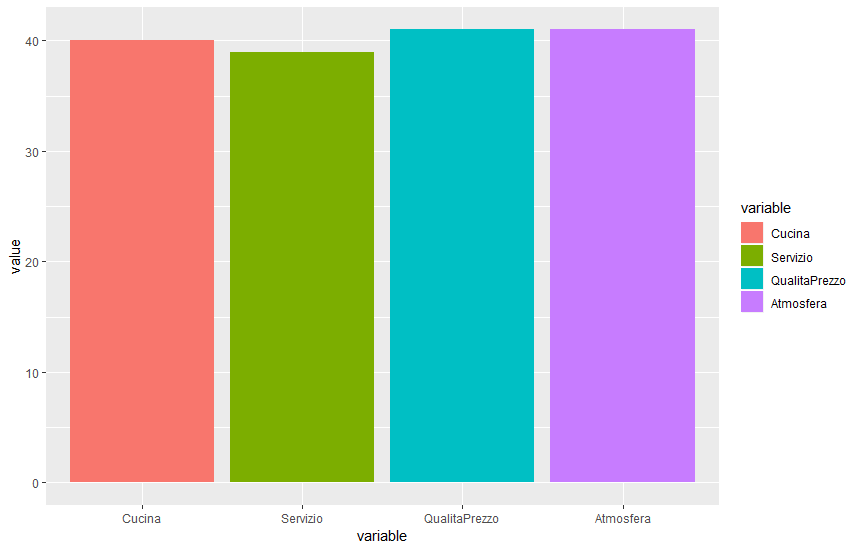 value
40
30
20
10
0
Cucina
Servizio
QualitaPrezzo
Atmosfera
variable
variable
Cucina
Servizio
QualitaPrezzo
Atmosfera